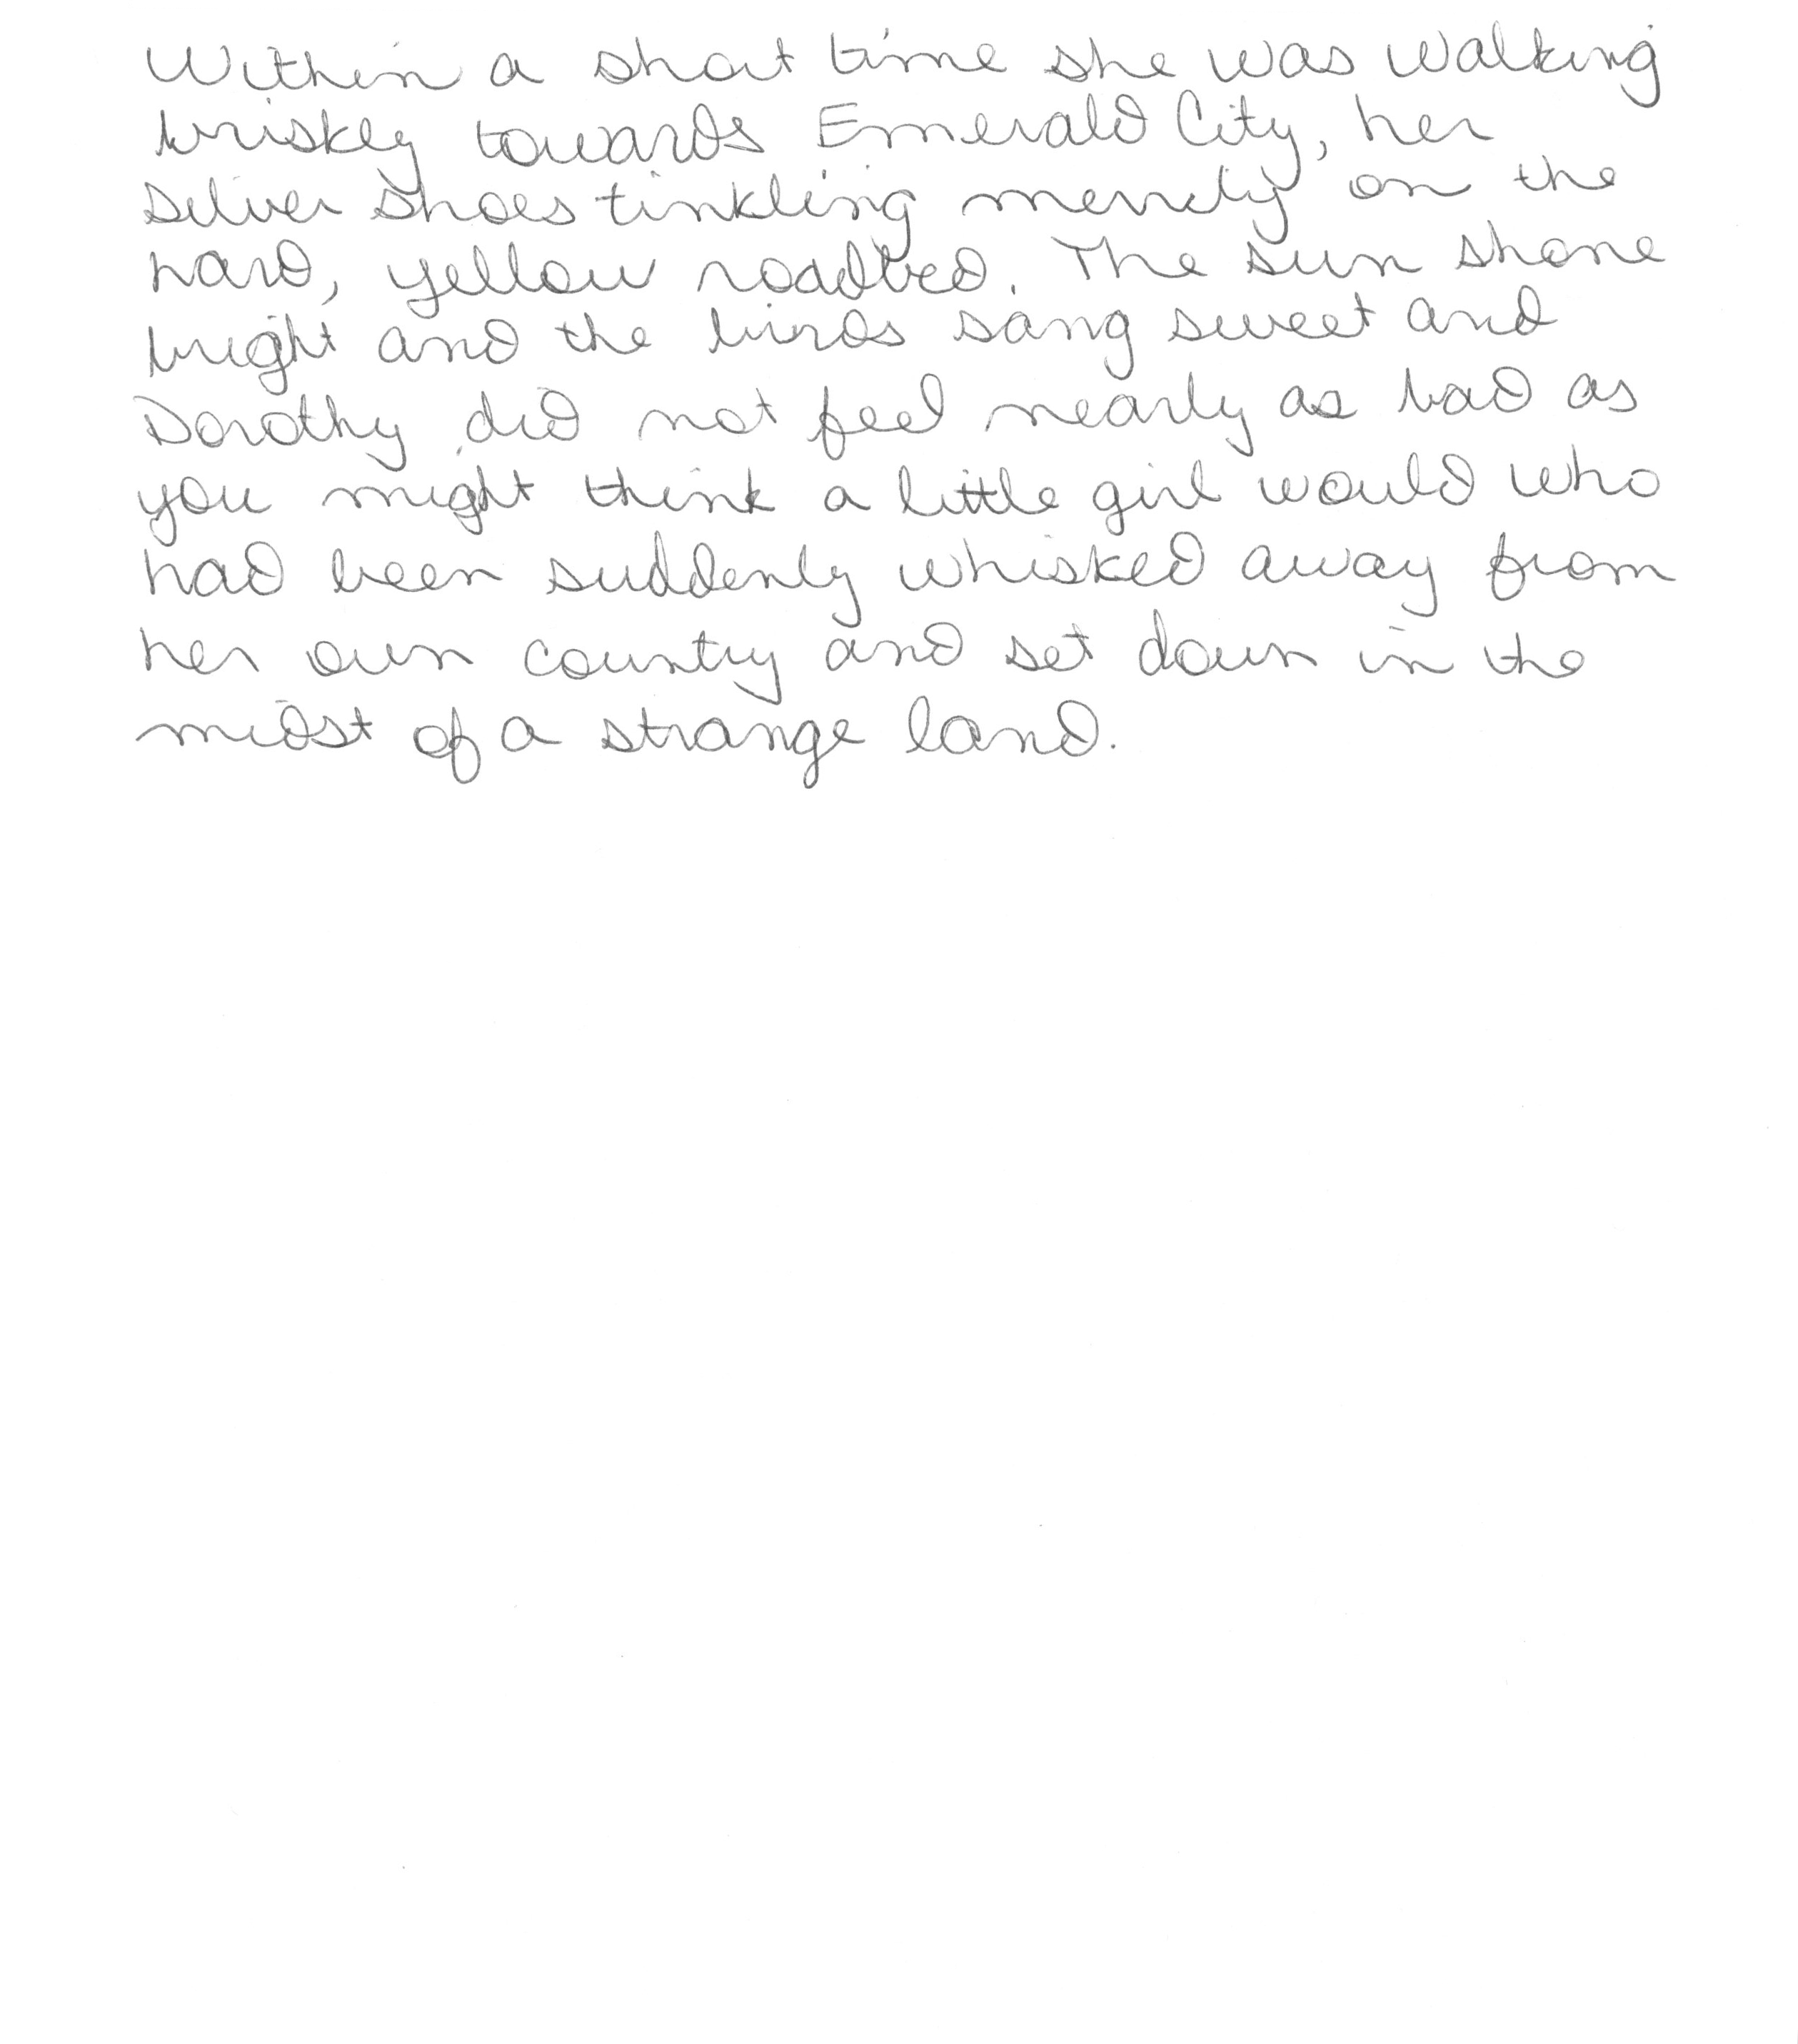 Within a short time she was walking
briskly towards Emerald City, her
Silver Shoes tinkling merrily on the
hard, yellow roadbed. The sun shone
bright and the birds sang sweet and
Dorothy did not feel nearly as bad as
you might think a little girl would who
had been suddenly whisked away from
her own country and set down in the
midst of a strange land.